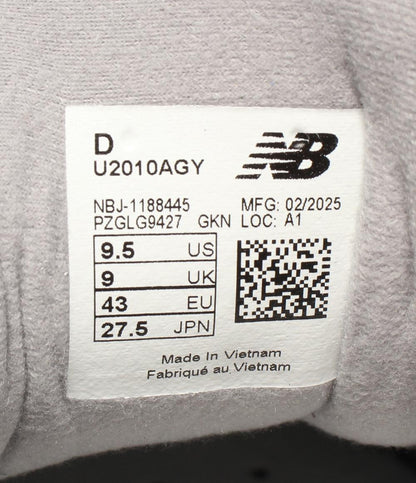 D
U2010AGY
NB
NBJ-1188445 MFG: 02/2025
PZGLG9427 GKN LOC: A1
9.5 US
9 UK
43 EU
27.5 JPN
Made In Vietnam
Fabriqué au Vietnam